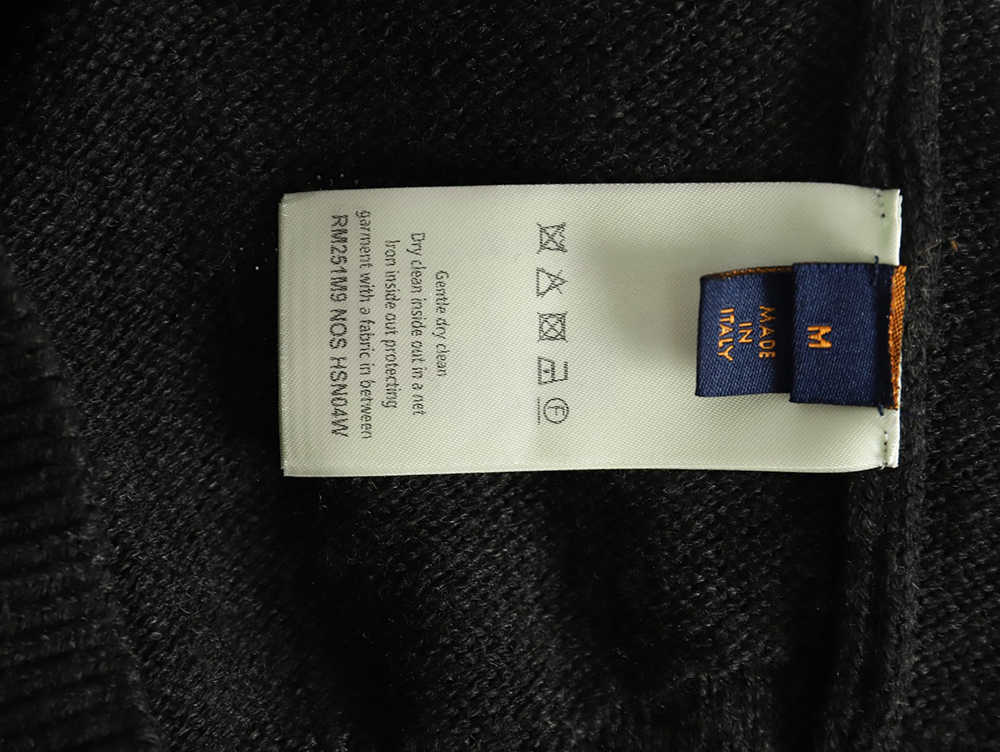 M
MADE
IN
ITALY
F
Gentle dry clean
Dry clean inside out in a net
Iron inside out protecting
garment with a fabric in between
RM251M9 NOS HSN04W